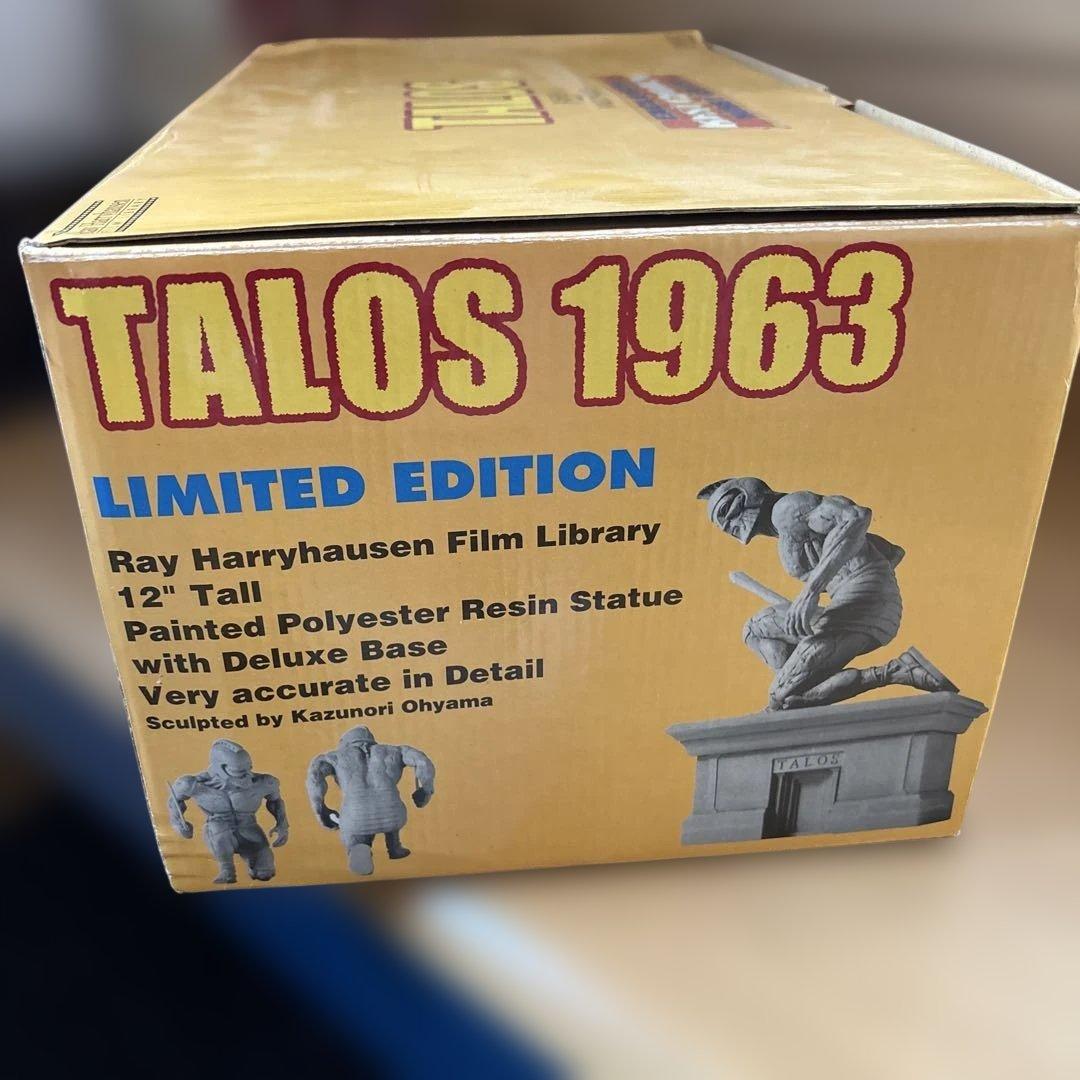 TALOS
TALOS 1963
LIMITED EDITION
Ray Harryhausen Film Library
12" Tall
Painted Polyester Resin Statue
with Deluxe Base
Very accurate in Detail
Sculpted by Kazunori Ohyama
TALOS